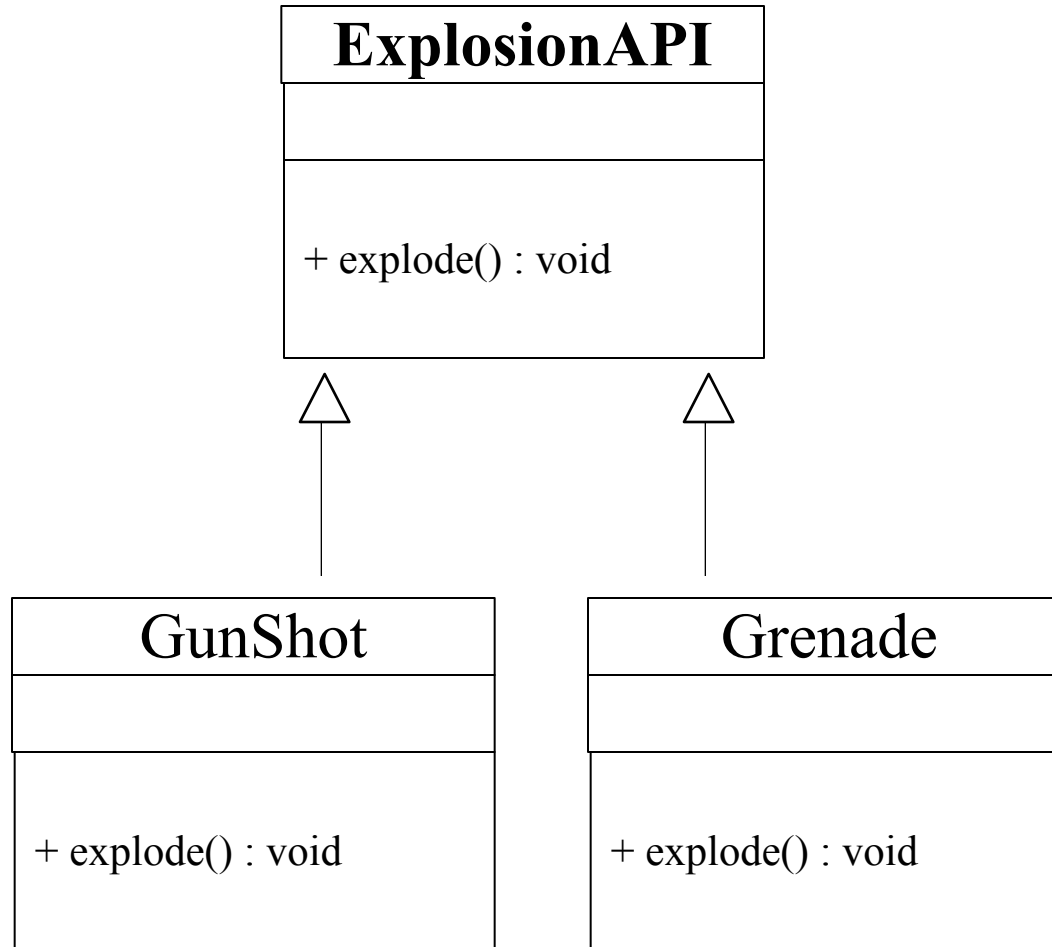 ExplosionAPI
+ explode() : void
GunShot
+ explode() : void
Grenade
+ explode() : void